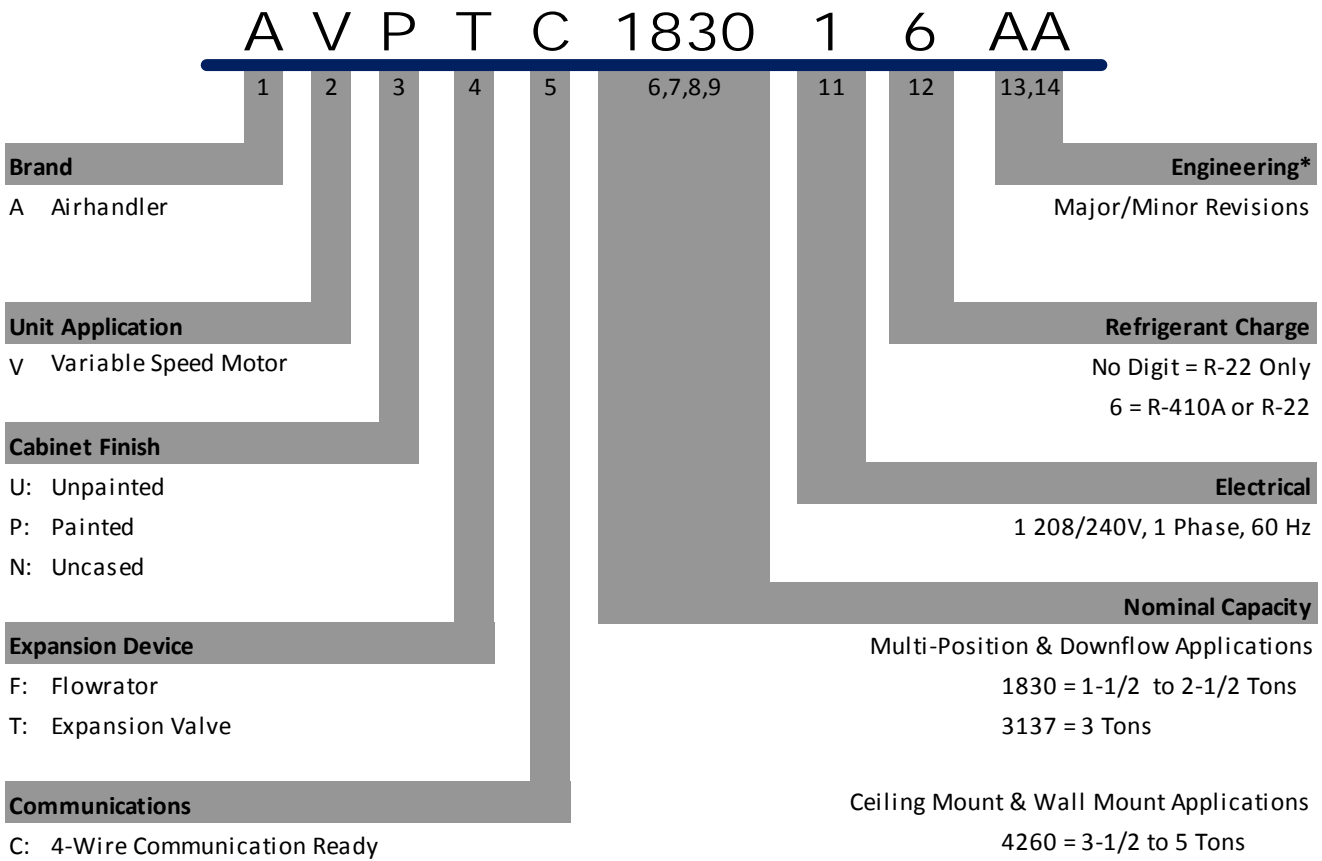 A V P T C 1830 1 6 AA
1 2 3 4 5 6,7,8,9 11 12 13,14
Brand
A Airhandler
Engineering*
Major/Minor Revisions
Unit Application
V Variable Speed Motor
Refrigerant Charge
No Digit = R-22 Only
6 = R-410A or R-22
Cabinet Finish
U: Unpainted
P: Painted
N: Uncased
Electrical
1 208/240V, 1 Phase, 60 Hz
Expansion Device
F: Flowrator
T: Expansion Valve
Nominal Capacity
Multi-Position & Downflow Applications
1830 = 1-1/2 to 2-1/2 Tons
3137 = 3 Tons
Communications
C: 4-Wire Communication Ready
Ceiling Mount & Wall Mount Applications
4260 = 3-1/2 to 5 Tons